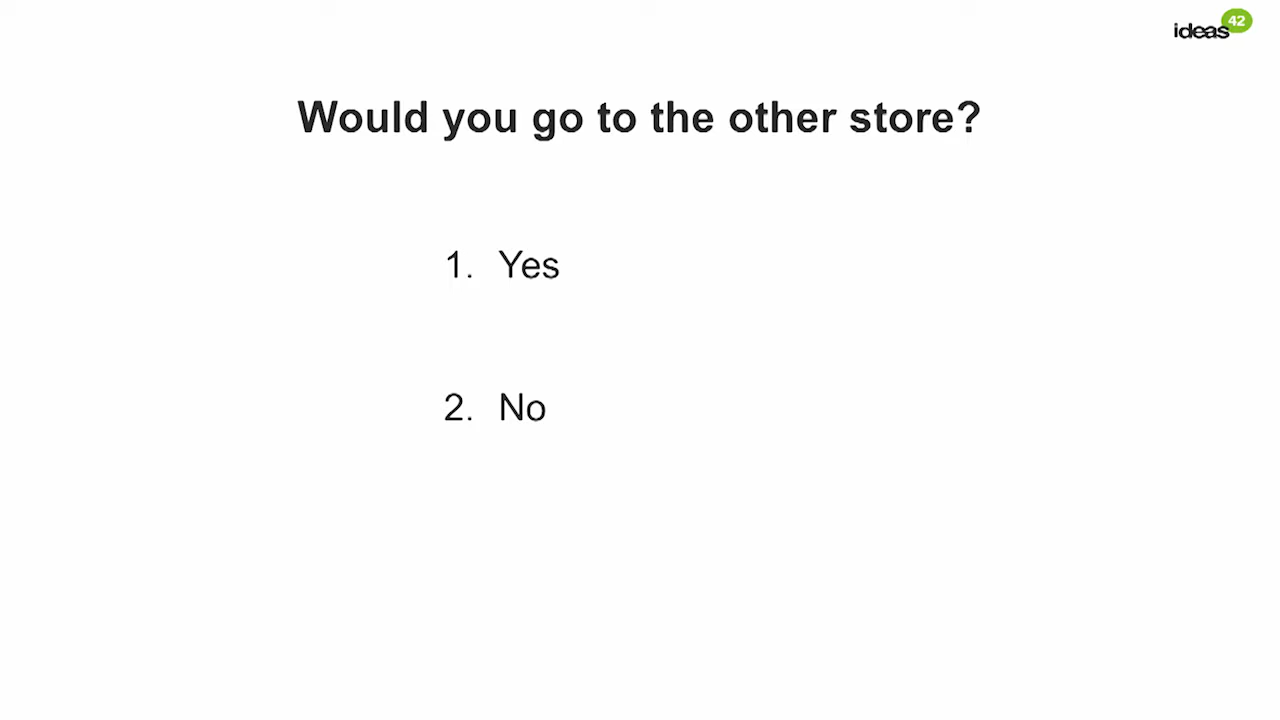 ideas42
Would you go to the other store?
1. Yes
2. No